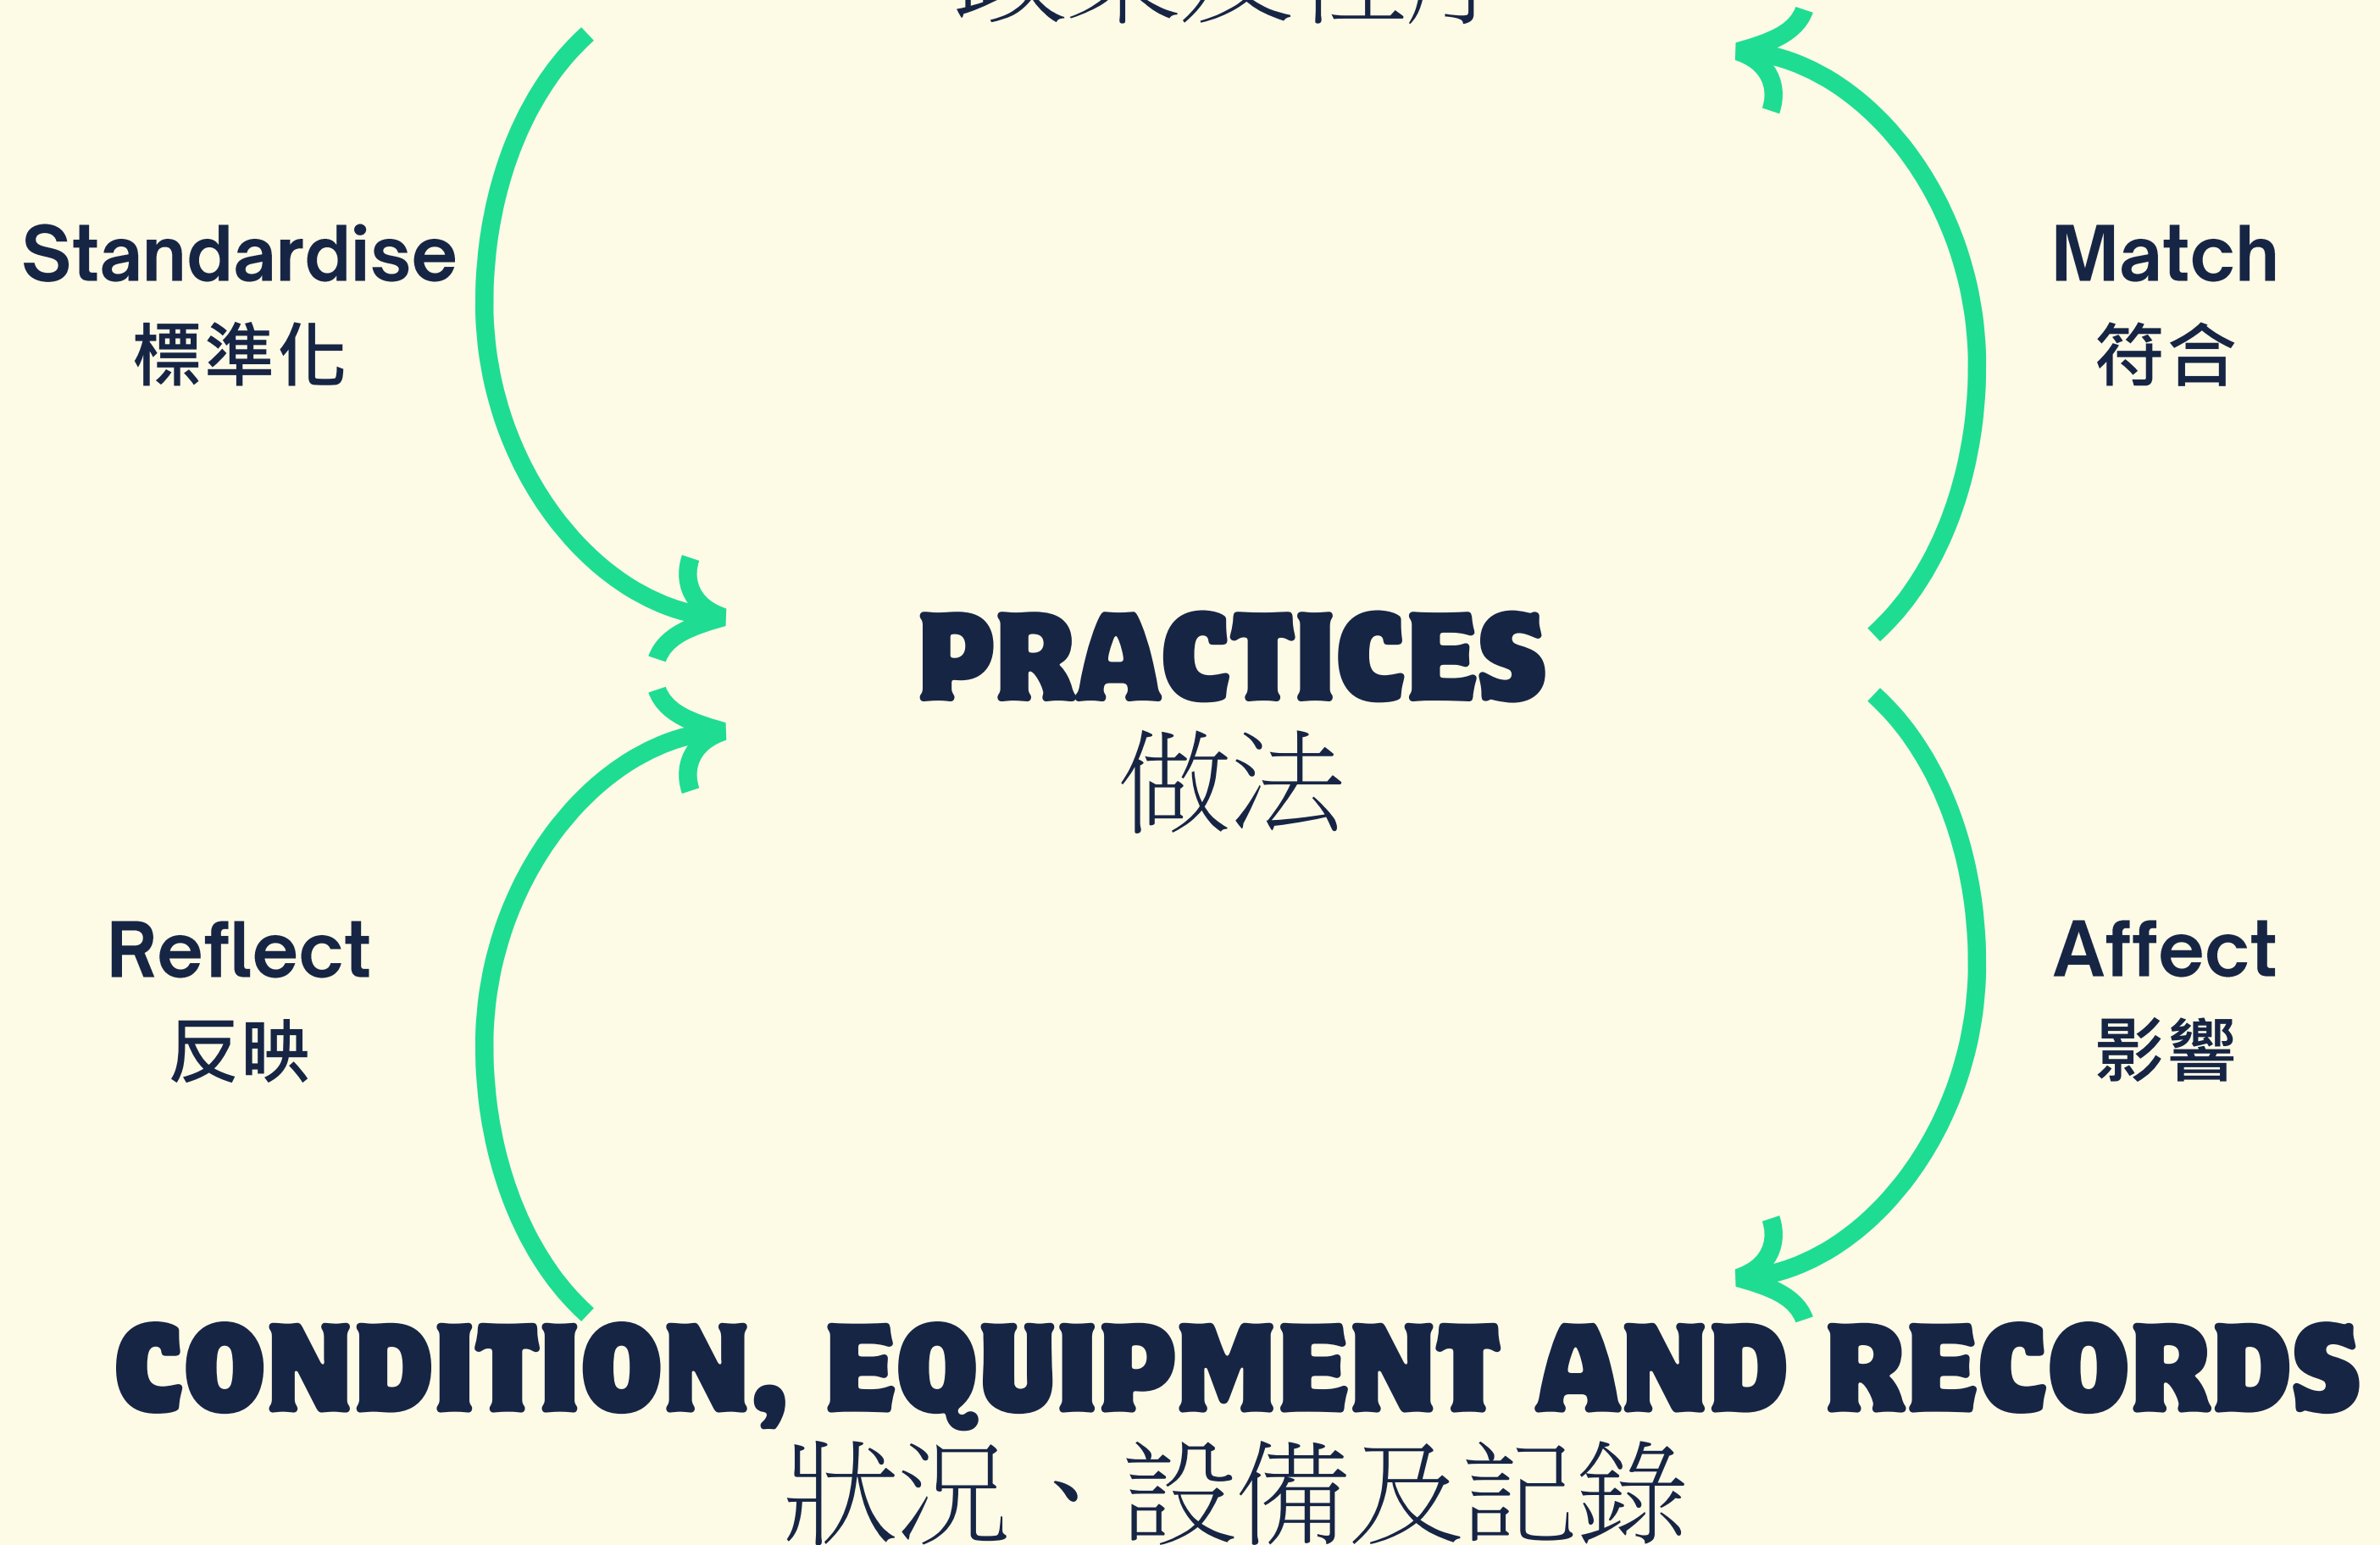 Standardise
標準化
Match
符合
PRACTICES
做法
Reflect
反映
Affect
影響
CONDITION, EQUIPMENT AND RECORDS
狀況、設備及記錄